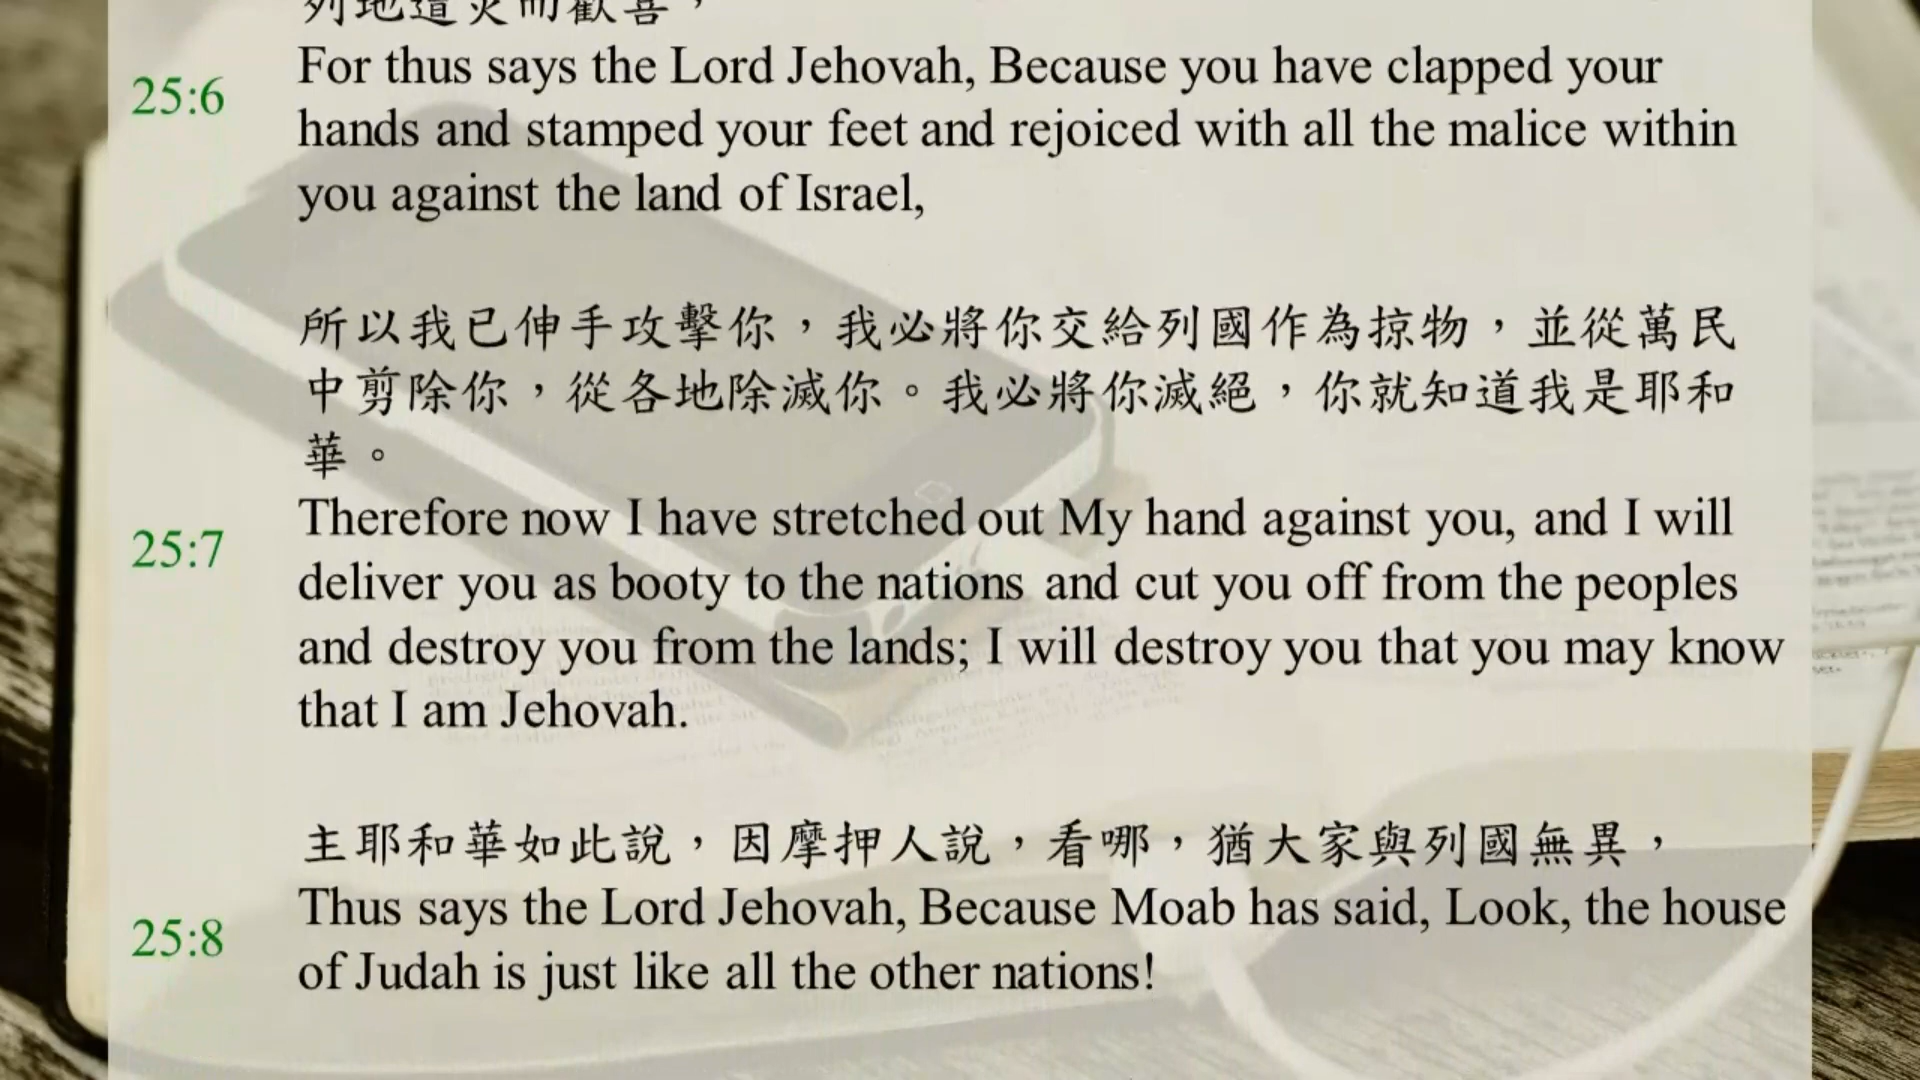 For thus says the Lord Jehovah, Because you have clapped your
25:6
hands and stamped your feet and rejoiced with all the malice within
you against the land of Israel,
所以我已伸手攻擊你，我必將你交給列國作為掠物，並從萬民
中剪除你，從各地除滅你。我必將你滅絕，你就知道我是耶和
華。
Therefore now I have stretched out My hand against you, and I will
25:7
deliver you as booty to the nations and cut you off from the peoples
and destroy you from the lands; I will destroy you that you may know
that I am Jehovah.
主耶和華如此說，因摩押人說，看哪，猶大家與列國無異，
Thus says the Lord Jehovah, Because Moab has said, Look, the house
25:8
of Judah is just like all the other nations!